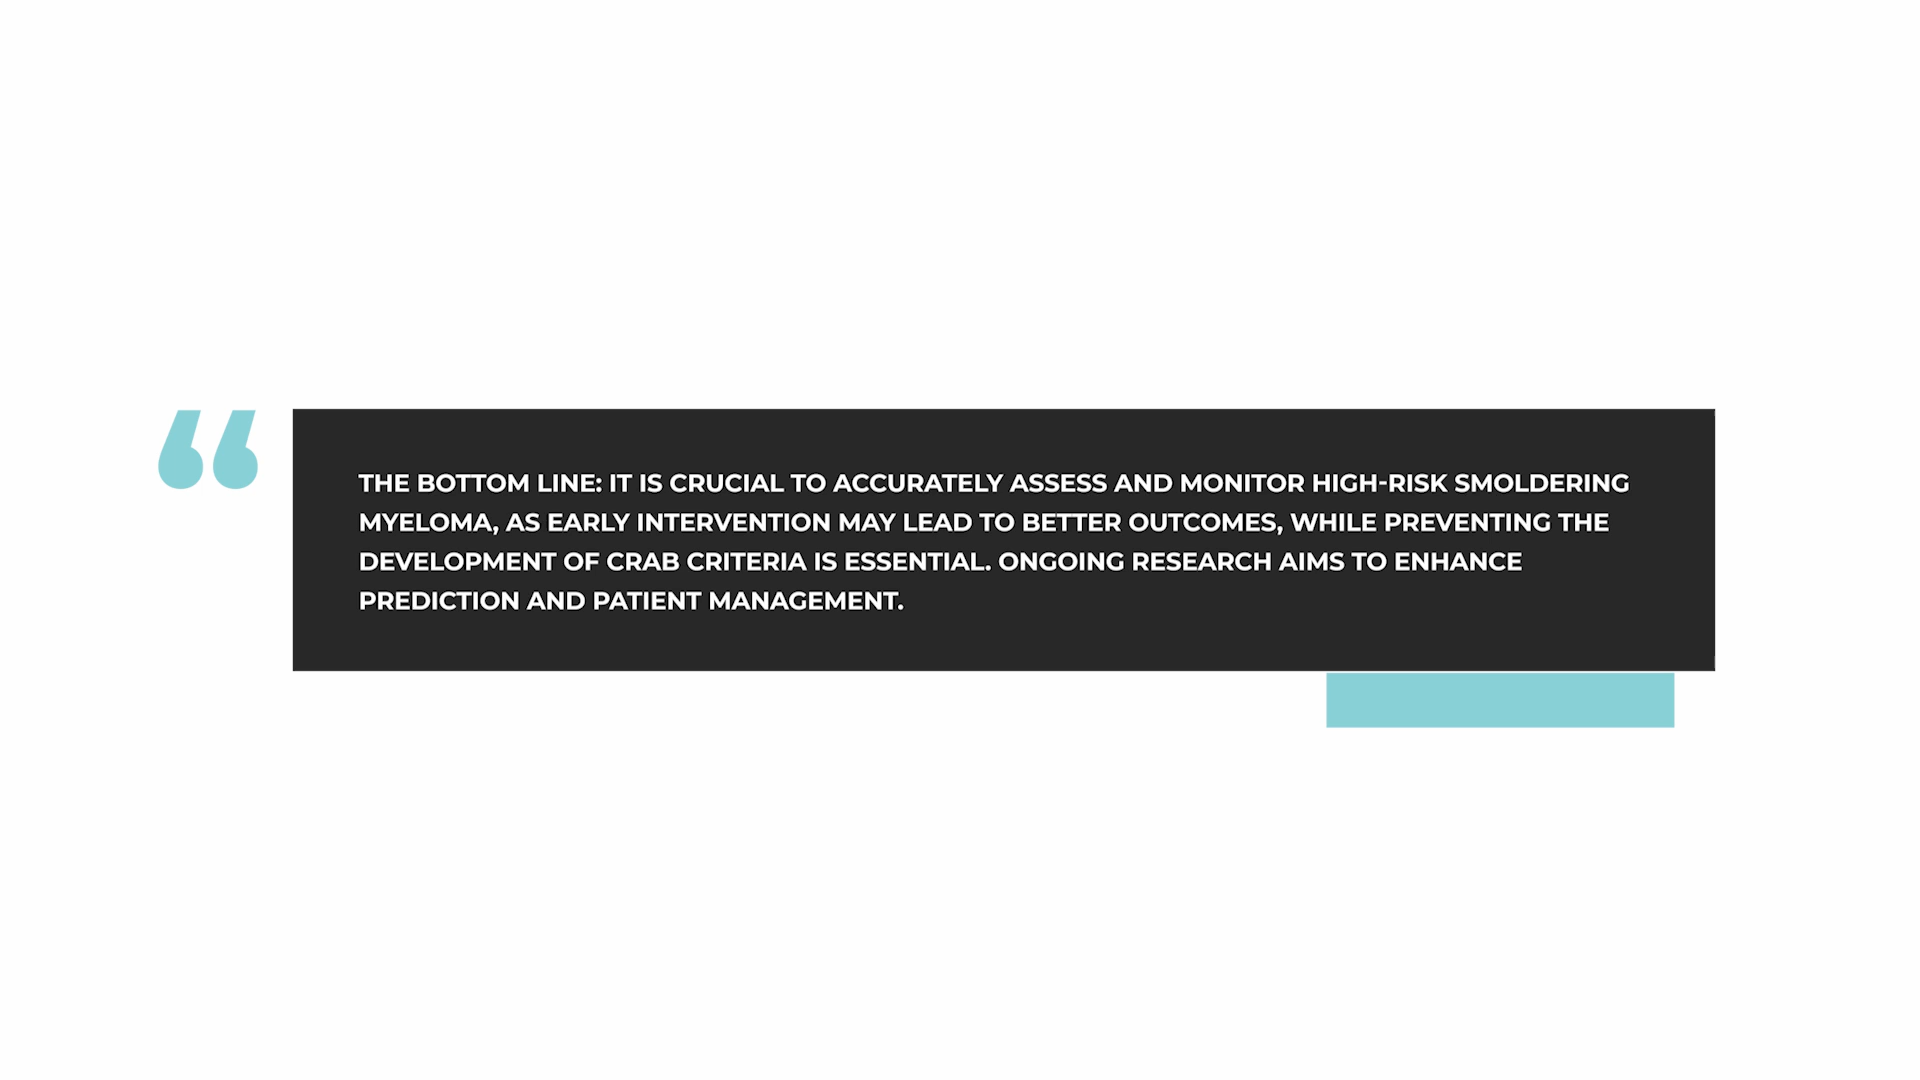 THE BOTTOM LINE: IT IS CRUCIAL TO ACCURATELY ASSESS AND MONITOR HIGH-RISK SMOLDERING
MYELOMA, AS EARLY INTERVENTION MAY LEAD TO BETTER OUTCOMES, WHILE PREVENTING THE
DEVELOPMENT OF CRAB CRITERIA IS ESSENTIAL. ONGOING RESEARCH AIMS TO ENHANCE
PREDICTION AND PATIENT MANAGEMENT.